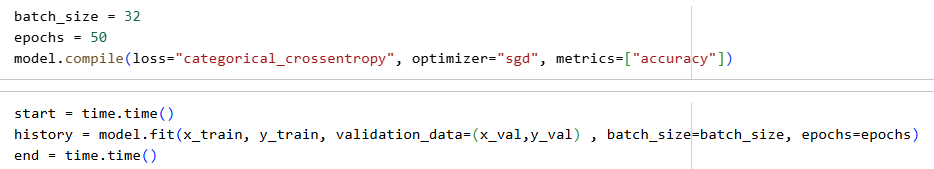 batch_size = 32
epochs = 50
model.compile(loss="categorical_crossentropy", optimizer="sgd", metrics=["accuracy"])
start = time.time()
history = model.fit(x_train, y_train, validation_data=(x_val,y_val) , batch_size=batch_size, epochs=epochs)
end = time.time()